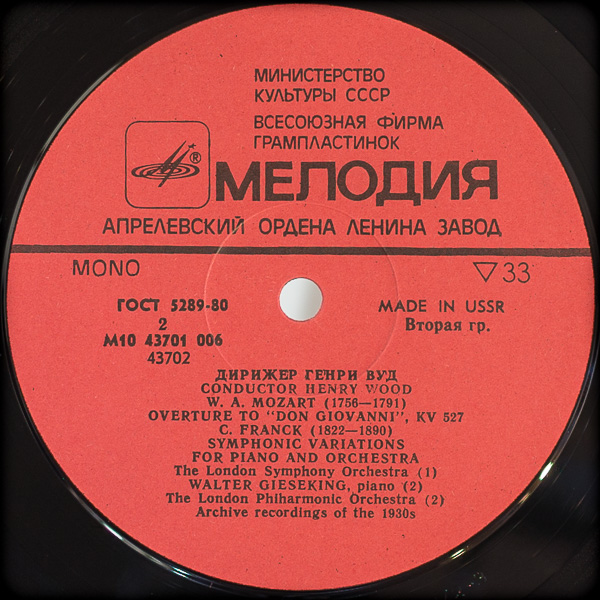 МИНИСТЕРСТВО
КУЛЬТУРЫ СССР
ВСЕСОЮЗНАЯ ФИРМА
ГРАМПЛАСТИНОК
®
МЕЛОДИЯ
АПРЕЛЕВСКИЙ ОРДЕНА ЛЕНИНА ЗАВОД
MONO
▽33
ГОСТ 5289-80
2
М10 43701 006
43702
MADE IN USSR
Вторая гр.
ДИРИЖЕР ГЕНРИ ВУД
CONDUCTOR HENRY WOOD
W. A. MOZART (1756—1791)
OVERTURE TO "DON GIOVANNI", KV 527
C. FRANCK (1822—1890)
SYMPHONIC VARIATIONS
FOR PIANO AND ORCHESTRA
The London Symphony Orchestra (1)
WALTER GIESEKING, piano (2)
The London Philharmonic Orchestra (2)
Archive recordings of the 1930s